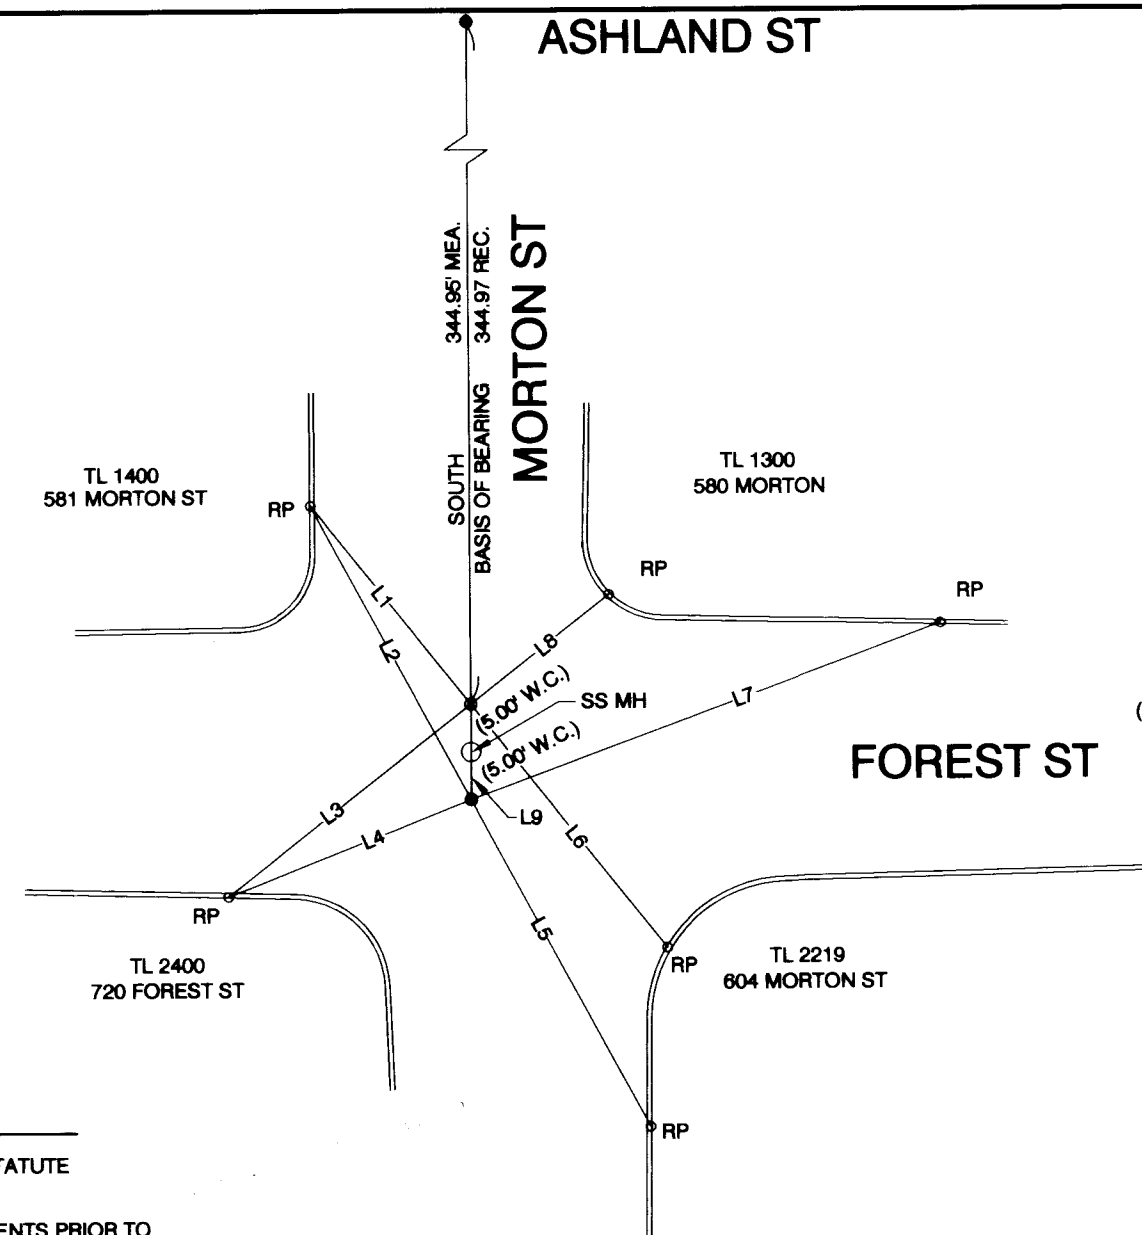 ASHLAND ST
344.95' MEA.
344.97 REC.
SOUTH
BASIS OF BEARING
MORTON ST
TL 1400
581 MORTON ST
RP
TL 1300
580 MORTON
RP
RP
L1
L2
L8
L7
(5.00' W.C.)
SS MH
(5.00' W.C.)
(
FOREST ST
L3
L4
L9
L6
L5
RP
TL 2400
720 FOREST ST
RP
TL 2219
604 MORTON ST
RP
TATUTE
ENTS PRIOR TO